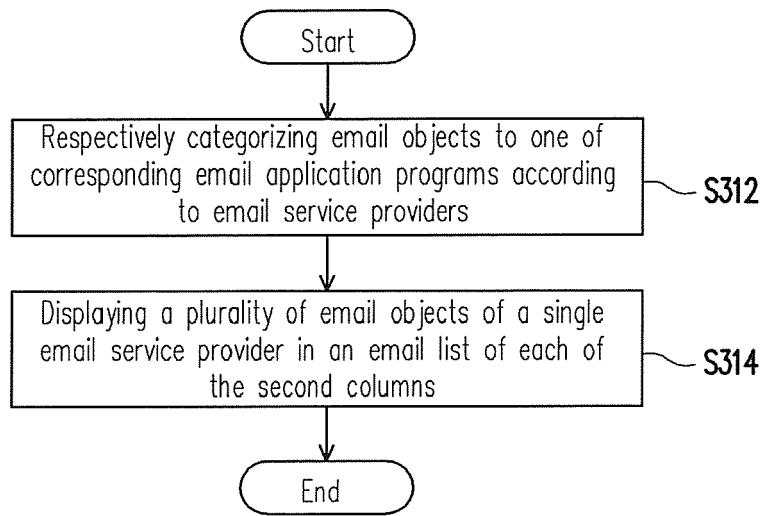 Start
Respectively categorizing email objects to one of
corresponding email application programs according
to email service providers
S312
Displaying a plurality of email objects of a single
email service provider in an email list of each of
the second columns
S314
End